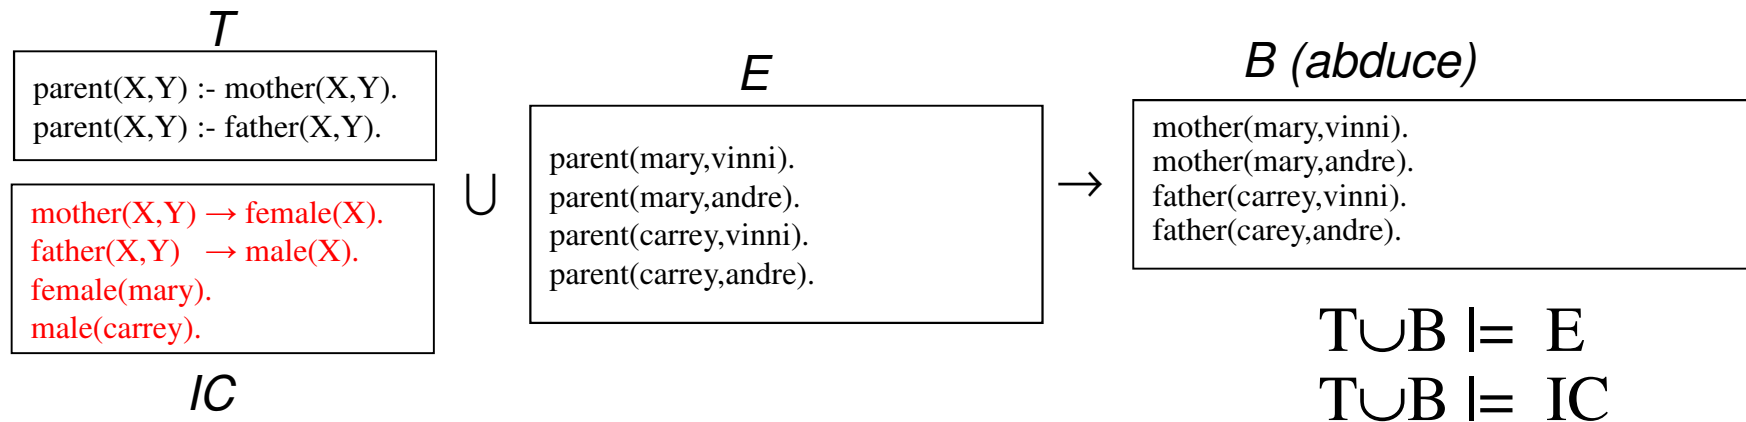 T
parent(X,Y) :- mother(X,Y).
parent(X,Y) :- father(X,Y).
mother(X,Y) → female(X).
father(X,Y) → male(X).
female(mary).
male(carrey).
IC
∪
E
parent(mary,vinni).
parent(mary,andre).
parent(carrey,vinni).
parent(carrey,andre).
→
B (abduce)
mother(mary,vinni).
mother(mary,andre).
father(carrey,vinni).
father(carey,andre).
T∪B |= E
T∪B |= IC